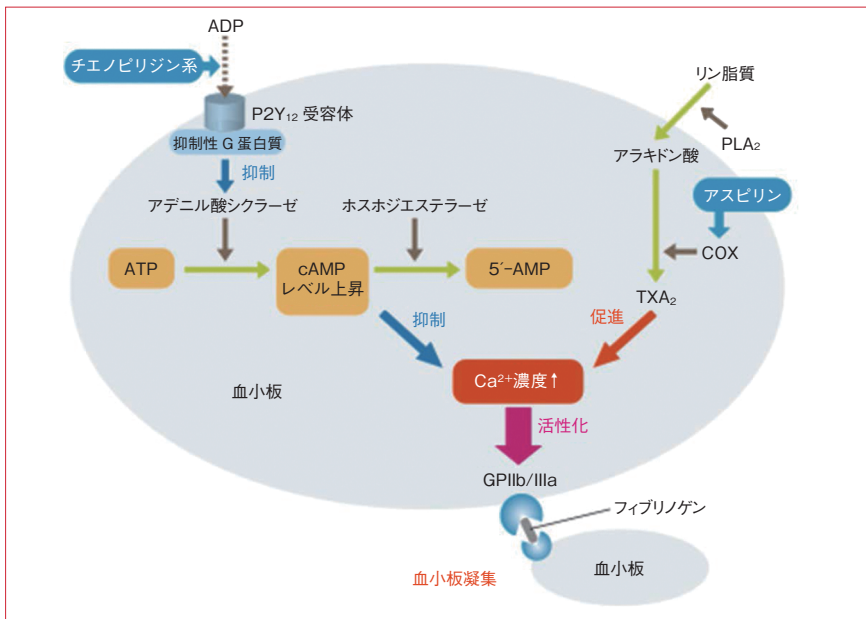 ADP
チエノピリジン系
P2Y₁₂ 受容体
抑制性 G 蛋白質
抑制
アデニル酸シクラーゼ
ホスホジエステラーゼ
ATP
cAMP
レベル上昇
5′-AMP
リン脂質
PLA₂
アラキドン酸
アスピリン
COX
TXA₂
抑制
促進
血小板
Ca²⁺濃度↑
活性化
GPIIb/IIIa
フィブリノゲン
血小板凝集
血小板